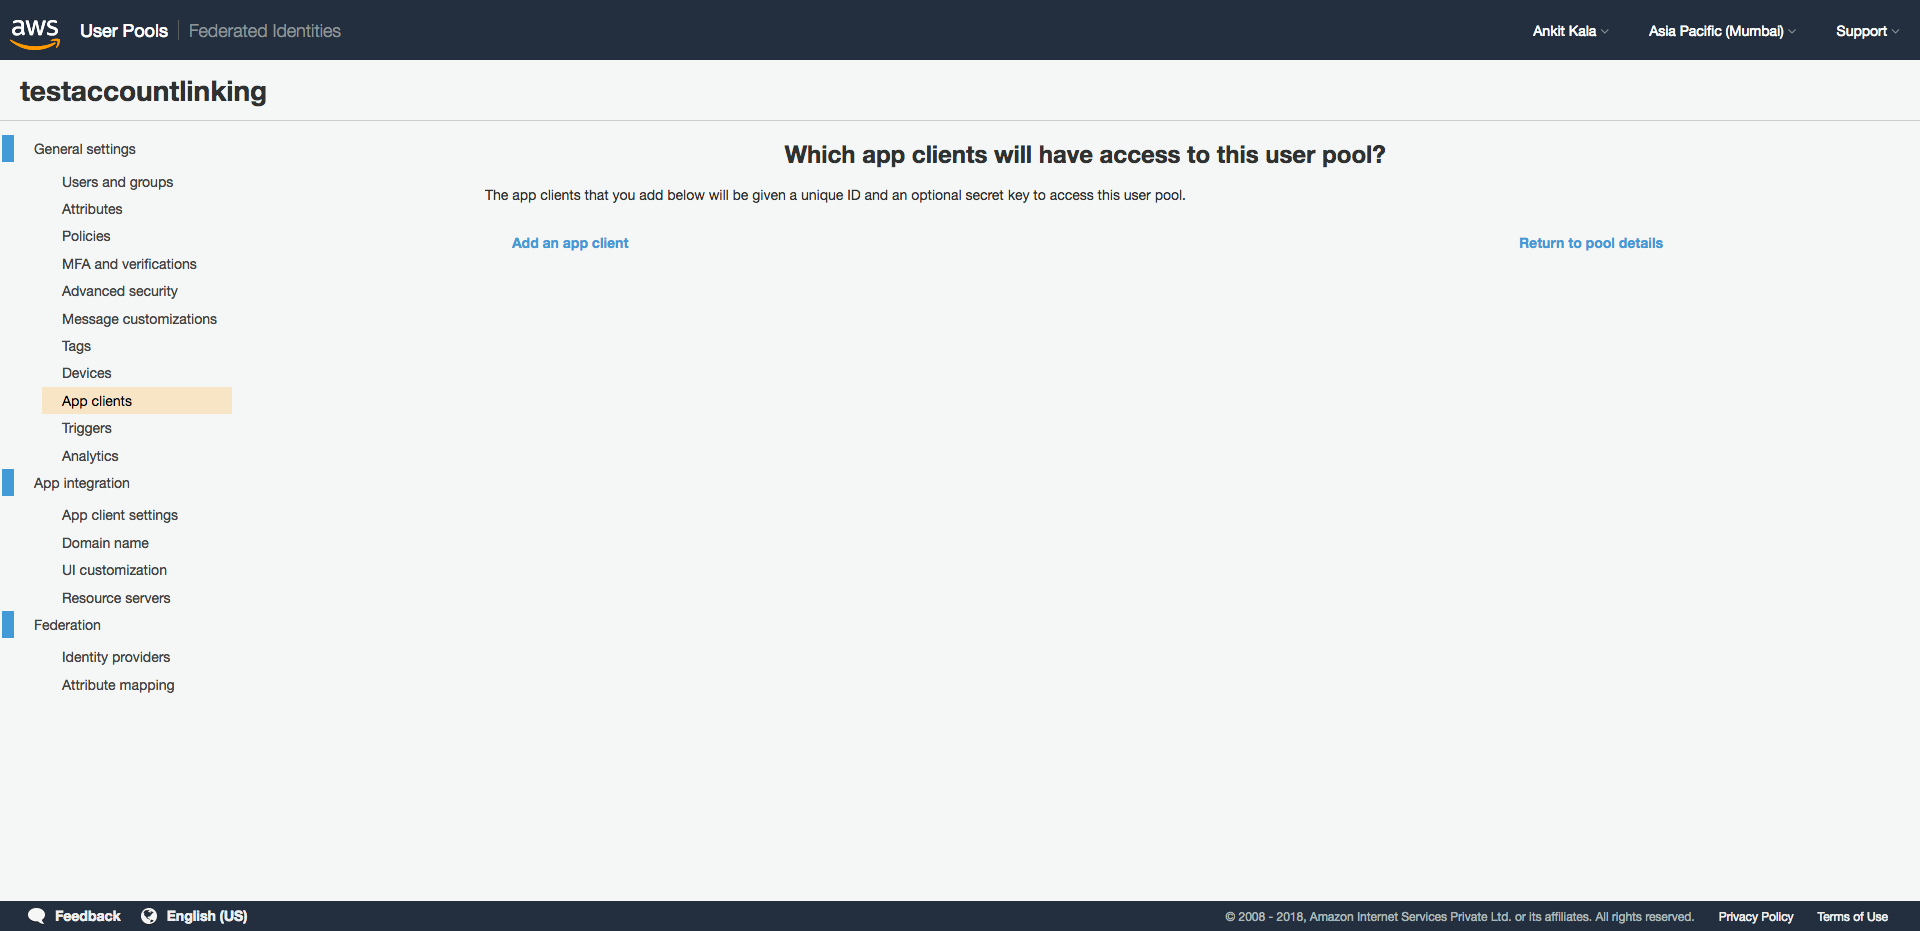 aws User Pools Federated Identities Ankit Kala Asia Pacific (Mumbai) Support
testaccountlinking
General settings
Users and groups
Attributes
Policies
MFA and verifications
Advanced security
Message customizations
Tags
Devices
App clients
Triggers
Analytics
App integration
App client settings
Domain name
UI customization
Resource servers
Federation
Identity providers
Attribute mapping
Which app clients will have access to this user pool?
The app clients that you add below will be given a unique ID and an optional secret key to access this user pool.
Add an app client Return to pool details
Feedback English (US) © 2008 - 2018, Amazon Internet Services Private Ltd. or its affiliates. All rights reserved. Privacy Policy Terms of Use